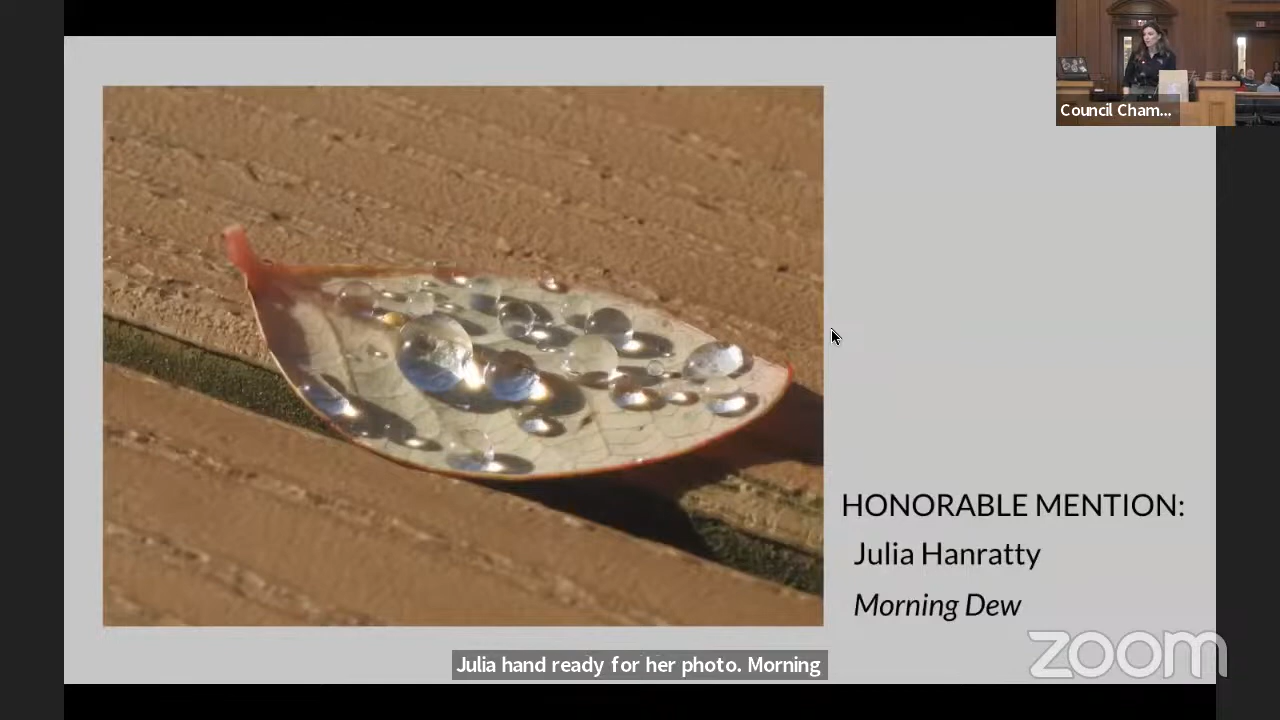 Council Cham...
HONORABLE MENTION:
Julia Hanratty
Morning Dew
Julia hand ready for her photo. Morning
zoom